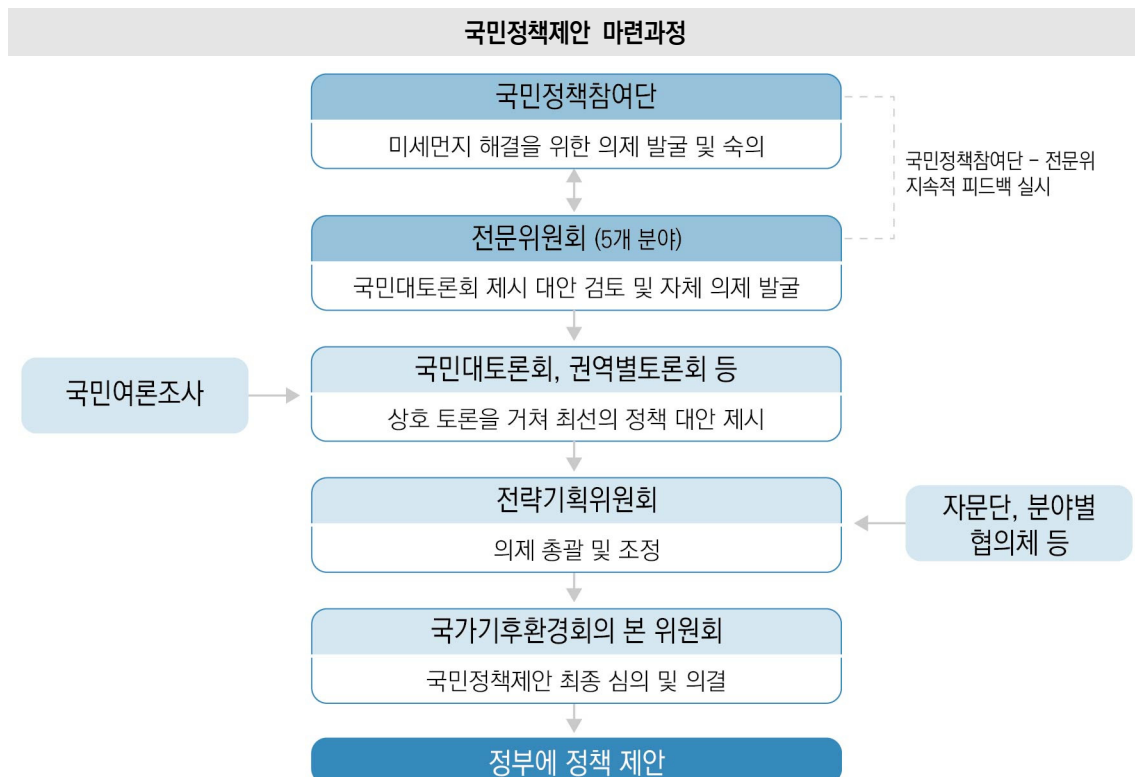 국민정책제안 마련과정
국민정책참여단
미세먼지 해결을 위한 의제 발굴 및 숙의
국민정책참여단 - 전문위
지속적 피드백 실시
전문위원회 (5개 분야)
국민대토론회 제시 대안 검토 및 자체 의제 발굴
국민여론조사
국민대토론회, 권역별토론회 등
상호 토론을 거쳐 최선의 정책 대안 제시
전략기획위원회
의제 총괄 및 조정
자문단, 분야별
협의체 등
국가기후환경회의 본 위원회
국민정책제안 최종 심의 및 의결
정부에 정책 제안